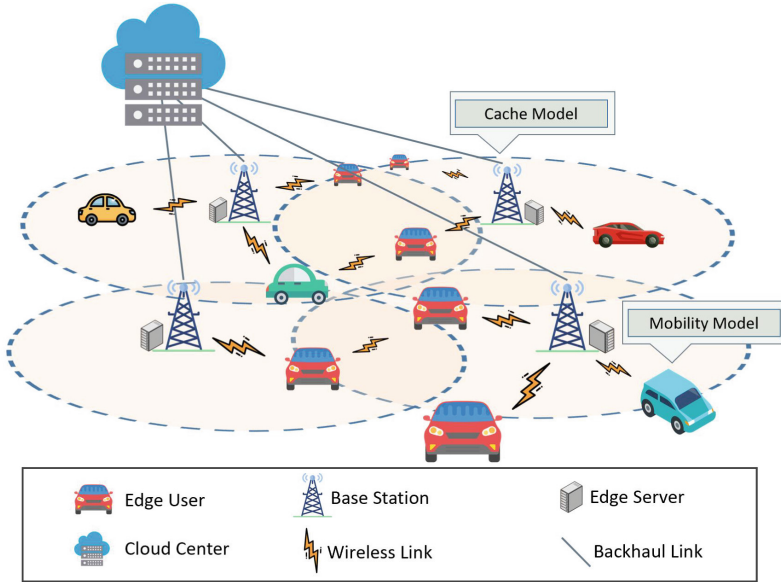 Cache Model
Mobility Model
Edge User
Base Station
Edge Server
Cloud Center
Wireless Link
Backhaul Link